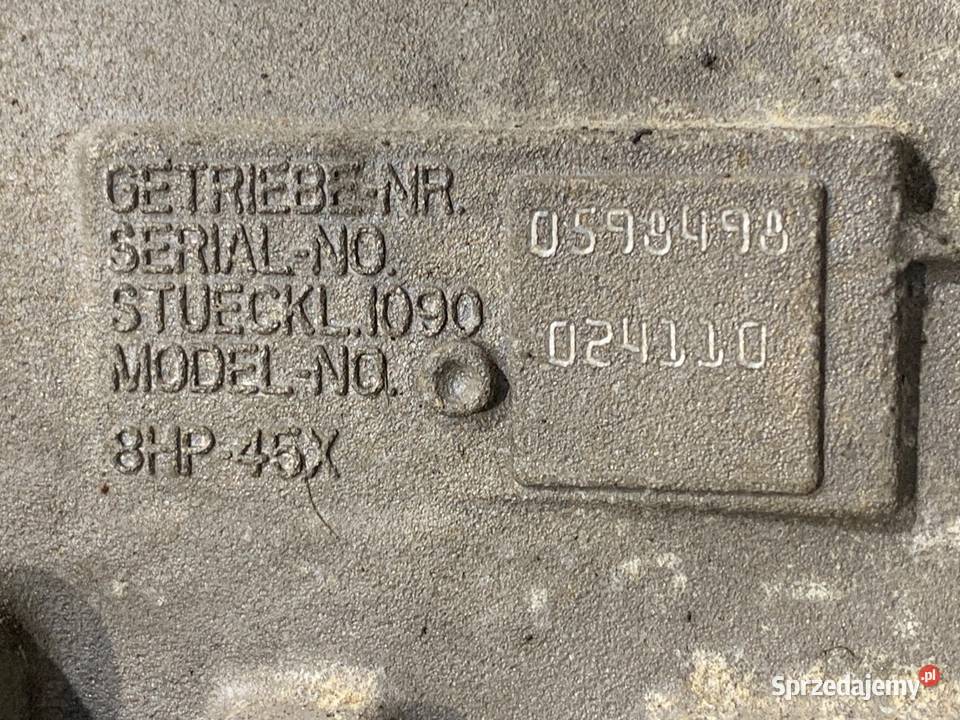 GETRIEBE-NR.
SERIAL-NO.
0598498
STUECKL.1090
MODEL-NO.
024110
8HP-45X
Sprzedajemy.pl